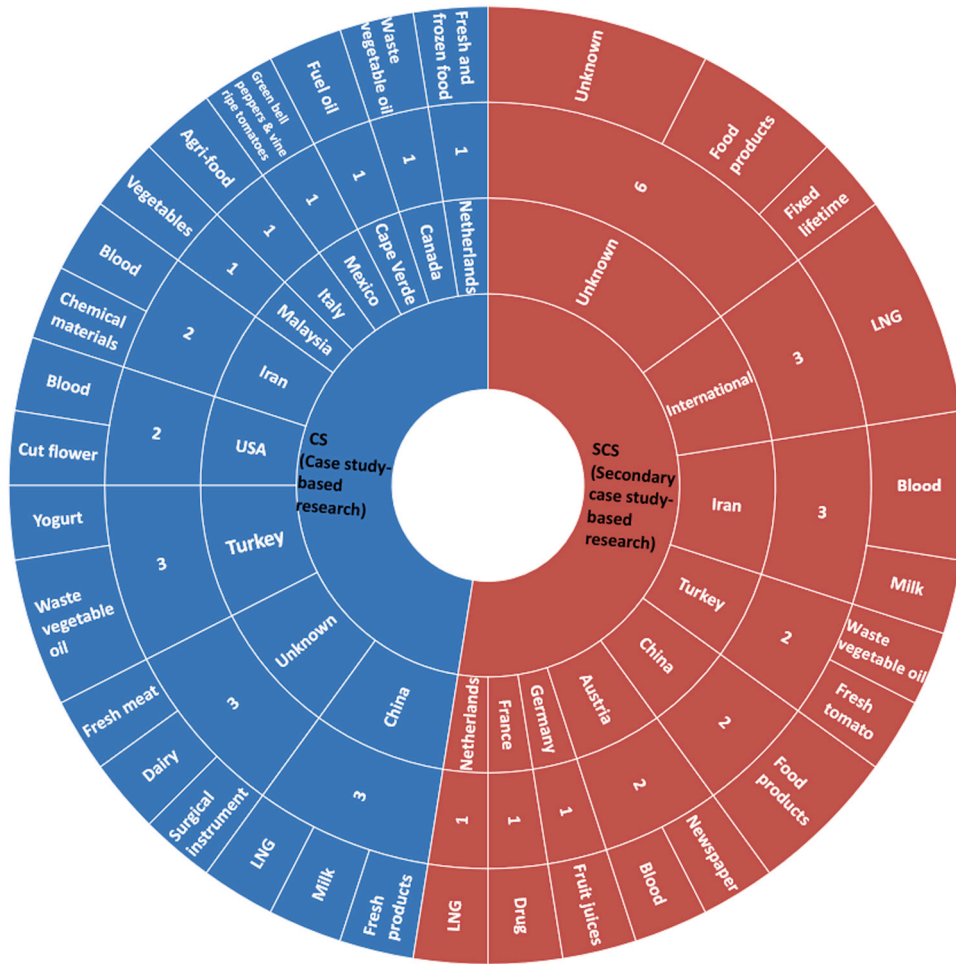 CS
(Case study-
based
research)
SCS
(Secondary
case study-
based
research)
Unknown
6
Unknown
Food
products
Fixed
lifetime
International
3
LNG
Iran
3
Blood
Milk
Turkey
2
Waste
vegetable oil
Fresh
tomato
China
2
Food
products
Austria
2
Newspaper
Blood
Germany
1
Fruit juices
France
1
Drug
Netherlands
1
LNG
China
3
Fresh
products
Milk
LNG
Unknown
3
Surgical
instrument
Dairy
Fresh meat
Turkey
3
Waste
vegetable
oil
Yogurt
USA
2
Cut flower
Blood
Iran
2
Chemical
materials
Blood
Malaysia
1
Vegetables
Italy
1
Agri-food
Mexico
1
Green bell
peppers & vine
ripe tomatoes
Cape Verde
1
Fuel oil
Canada
1
Waste
vegetable oil
Netherlands
1
Fresh and
frozen food